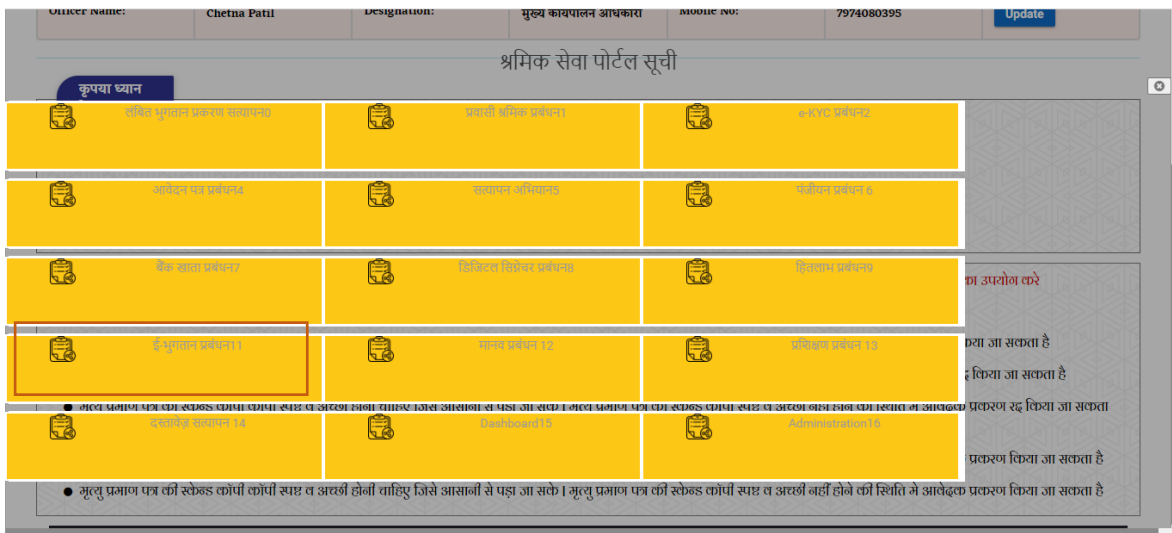 Officer Name: Chetna Patil Designation: मुख्य कार्यपालन अधिकारी Mobile No: 7974080395 Update
श्रमिक सेवा पोर्टल सूची
कृपया ध्यान
लंबित भुगतान प्रकरण सत्यापन0 प्रवासी श्रमिक प्रबंधन1 e-KYC प्रबंधन2
आवेदन पत्र प्रबंधन4 सत्यापन अभियान5 पंजीयन प्रबंधन 6
बैंक खाता प्रबंधन7 डिजिटल सिग्नेचर प्रबंधन8 हितलाभ प्रबंधन9
का उपयोग करे
ई-भुगतान प्रबंधन11 मानव प्रबंधन 12 प्रशिक्षण प्रबंधन 13
किया जा सकता है
किया जा सकता है
मृत्यु प्रमाण पत्र की स्केन्ड कॉपी कॉपी स्पष्ट व अच्छी होनी चाहिए जिसे आसानी से पड़ा जा सके | मृत्यु प्रमाण पत्र की स्केन्ड कॉपी स्पष्ट व अच्छी नहीं होने की स्थिति मे आवेदक प्रकरण रद्द किया जा सकता
दस्तावेज़ सत्यापन 14 Dashboard15 Administration16
प्रकरण किया जा सकता है
● मृत्यु प्रमाण पत्र की स्केन्ड कॉपी कॉपी स्पष्ट व अच्छी होनी चाहिए जिसे आसानी से पड़ा जा सके | मृत्यु प्रमाण पत्र की स्केन्ड कॉपी स्पष्ट व अच्छी नहीं होने की स्थिति मे आवेदक प्रकरण किया जा सकता है